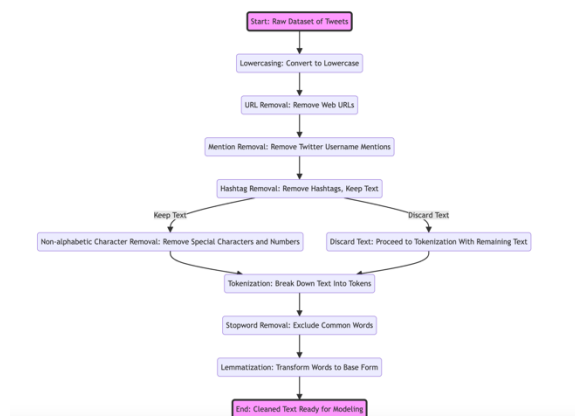 Start: Raw Dataset of Tweets
Lowercasing: Convert to Lowercase
URL Removal: Remove Web URLs
Mention Removal: Remove Twitter Username Mentions
Hashtag Removal: Remove Hashtags, Keep Text
Keep Text
Discard Text
Non-alphabetic Character Removal: Remove Special Characters and Numbers
Discard Text: Proceed to Tokenization With Remaining Text
Tokenization: Break Down Text into Tokens
Stopword Removal: Exclude Common Words
Lemmatization: Transform Words to Base Form
End: Cleaned Text Ready for Modeling